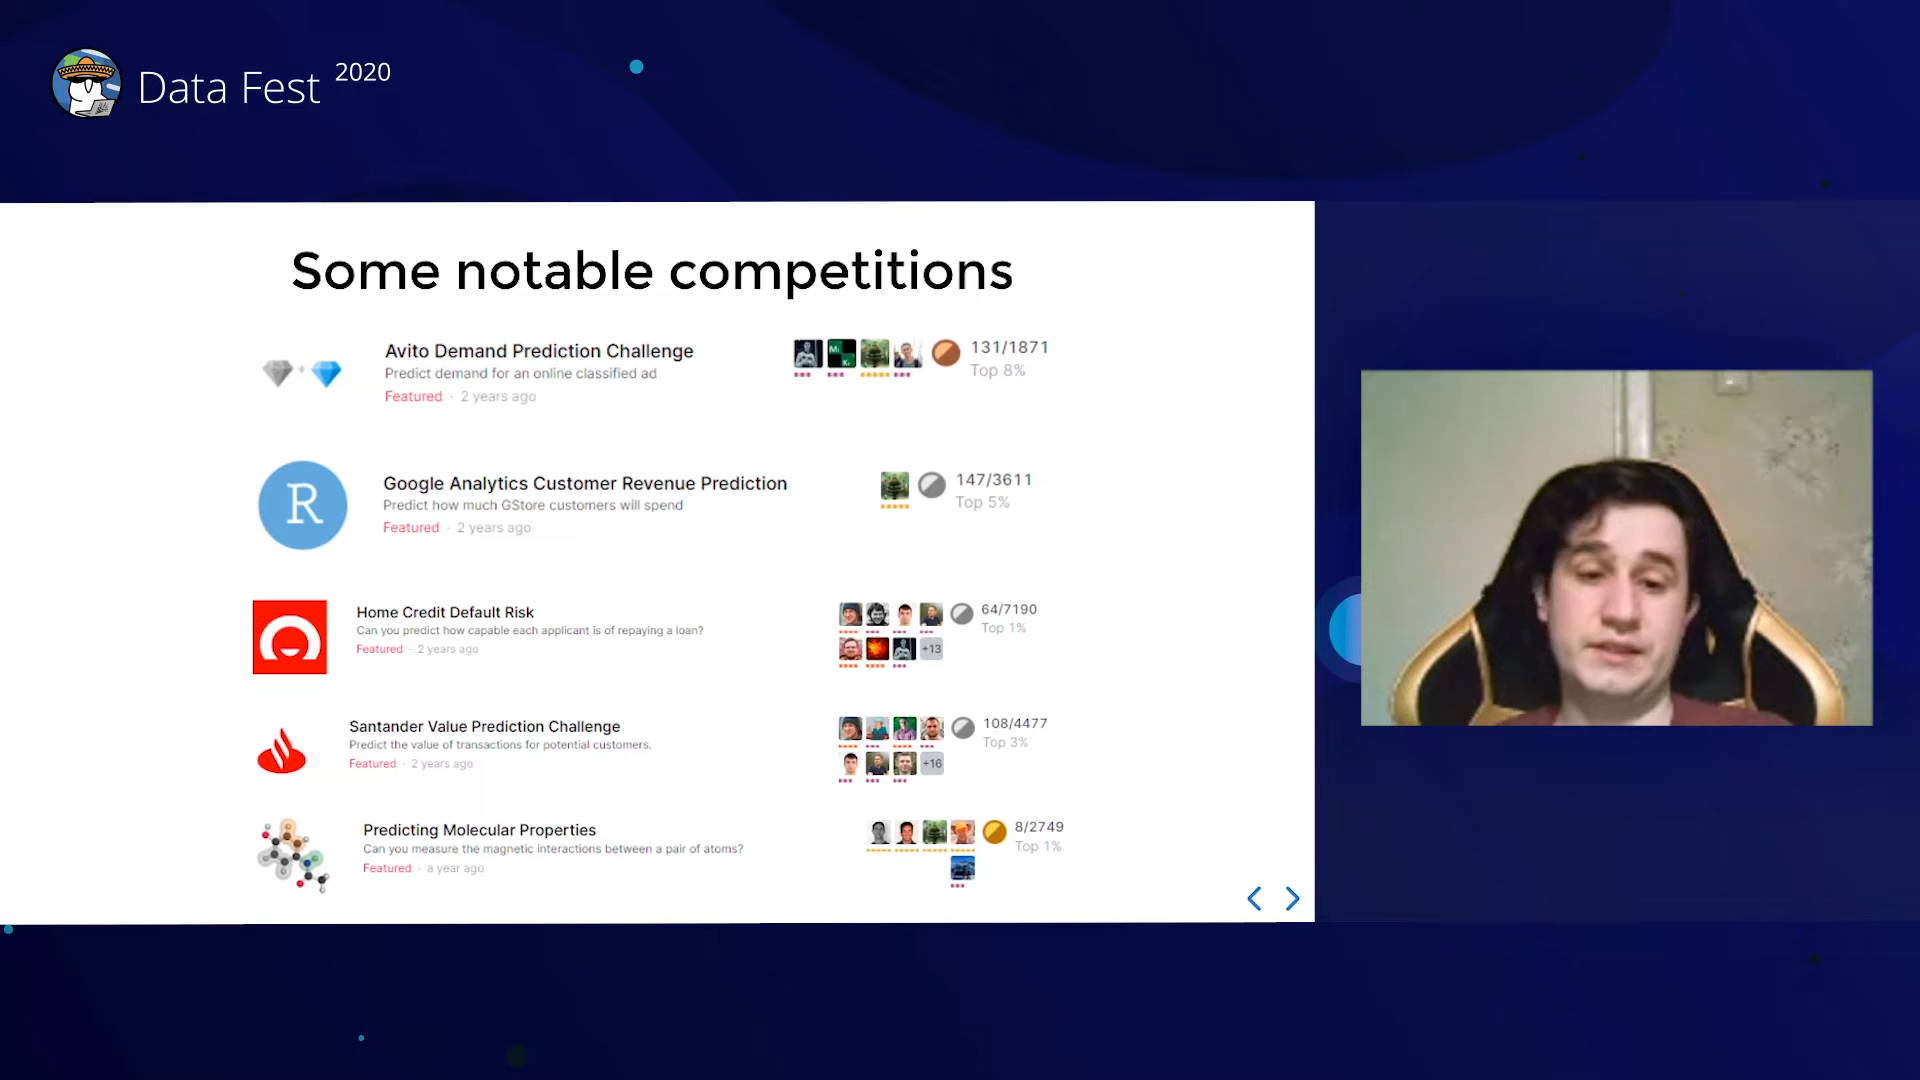 Data Fest 2020
Some notable competitions
Avito Demand Prediction Challenge
Predict demand for an online classified ad
Featured · 2 years ago
131/1871
Top 8%
R
Google Analytics Customer Revenue Prediction
Predict how much GStore customers will spend
Featured · 2 years ago
147/3611
Top 5%
Home Credit Default Risk
Can you predict how capable each applicant is of repaying a loan?
Featured · 2 years ago
+13
64/7190
Top 1%
Santander Value Prediction Challenge
Predict the value of transactions for potential customers.
Featured · 2 years ago
+16
108/4477
Top 3%
Predicting Molecular Properties
Can you measure the magnetic interactions between a pair of atoms?
Featured · a year ago
8/2749
Top 1%